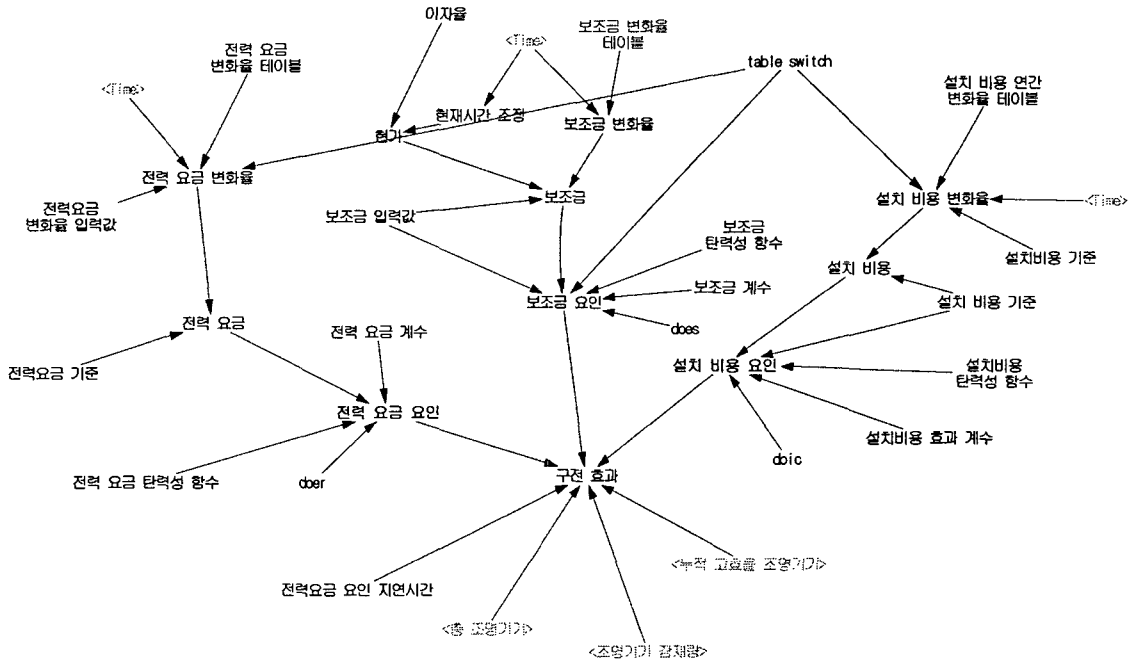 이자율
<Time>
보조금 변화율
테이블
전력 요금
변화율 테이블
table switch
<Time>
설치 비용 연간
변화율 테이블
현재시간 조정
보조금 변화율
현가
전력 요금 변화율
보조금
설치 비용 변화율
<Time>
전력요금
변화율 입력값
보조금 입력값
보조금
탄력성 함수
설치비용 기준
설치 비용
보조금 계수
보조금 요인
설치 비용 기준
전력 요금
전력 요금 계수
does
전력요금 기준
설치 비용 요인
설치비용
탄력성 함수
전력 요금 요인
설치비용 효과 계수
doic
전력 요금 탄력성 함수
doer
구전 효과
<누적 고효율 조명기기>
전력요금 요인 지연시간
<총 조명기기>
<조명기기 잠재량>